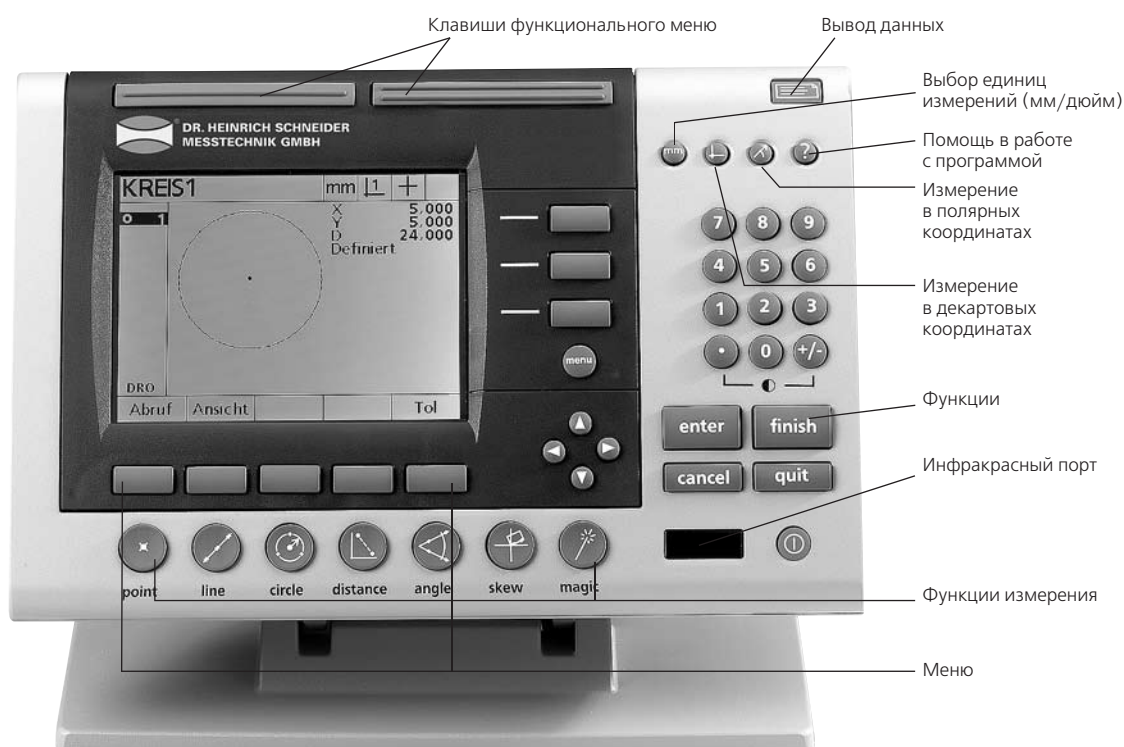 Клавиши функционального меню
Вывод данных
Выбор единиц
измерений (мм/дюйм)
Помощь в работе
с программой
Измерение
в полярных
координатах
Измерение
в декартовых
координатах
Функции
Инфракрасный порт
Функции измерения
Меню
DR. HEINRICH SCHNEIDER
MESSTECHNIK GMBH
KREIS1 mm 1
o 1
X 5,000
Y 5,000
D 24,000
Definiert
DRO
Abruf Ansicht Tol
menu
mm ?
7 8 9
4 5 6
1 2 3
• 0 +/-
enter finish
cancel quit
point line circle distance angle skew magic